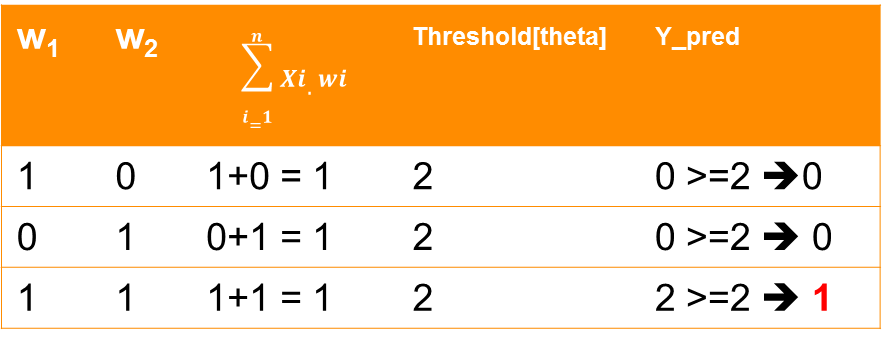 w₁ w₂ n ∑ i=1 Xi. wi Threshold[theta] Y_pred
1 0 1+0 = 1 2 0 >=2 ➔0
0 1 0+1 = 1 2 0 >=2 ➔ 0
1 1 1+1 = 1 2 2 >=2 ➔ 1